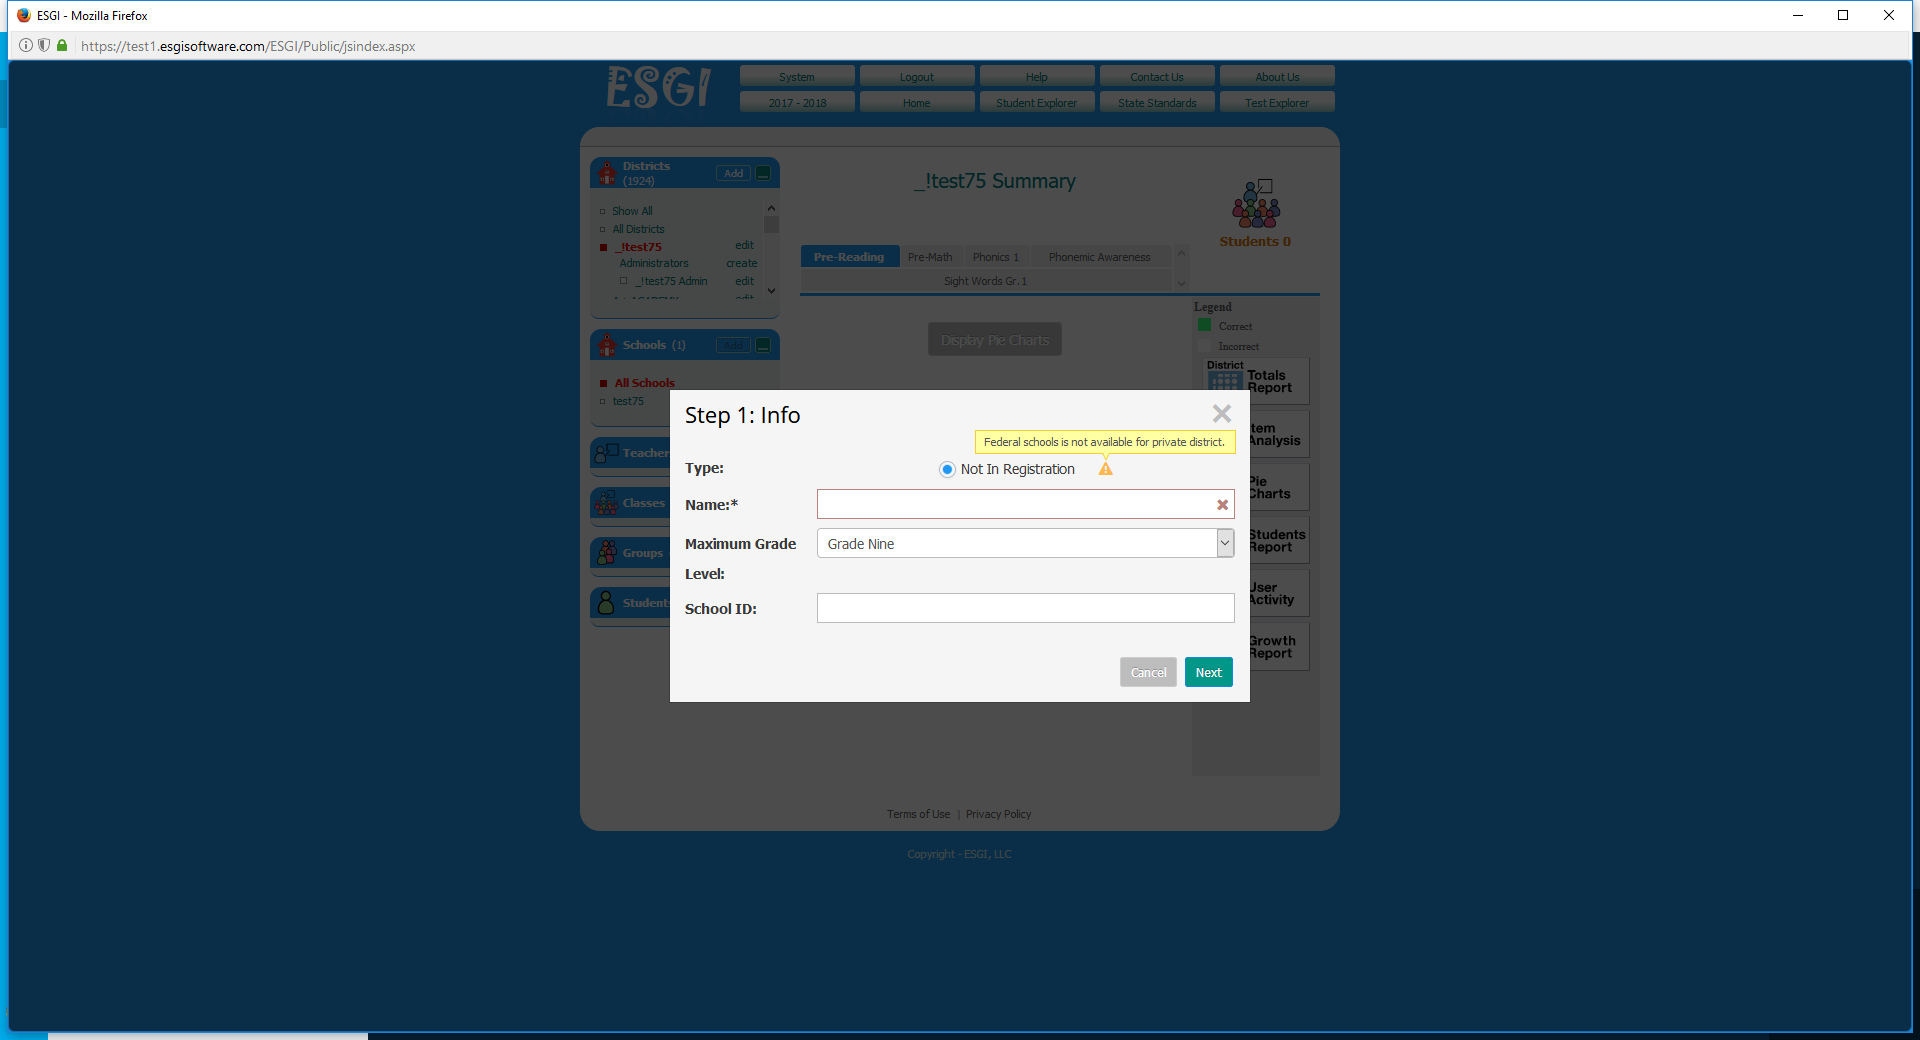 ESGI - Mozilla Firefox
https://test1.esgisoftware.com/ESGI/Public/jsindex.aspx
ESGI
System
Logout
Help
Contact Us
About Us
2017 - 2018
Home
Student Explorer
State Standards
Test Explorer
Districts
(1924)
Add
Show All
All Districts
_!test75
edit
Administrators
create
_!test75 Admin
edit
edit
Schools (1)
Add
All Schools
test75
Classes
Groups
_!test75 Summary
Students 0
Pre-Reading
Pre-Math
Phonics 1
Phonemic Awareness
Sight Words Gr.1
Display Pie Charts
Legend
Correct
Incorrect
District
Totals
Report
Analysis
Pie
Charts
Students
Report
Activity
Growth
Report
Step 1: Info
Federal schools is not available for private district.
Type:
Not In Registration
Name:*
Maximum Grade
Level:
Grade Nine
School ID:
Cancel
Next
Terms of Use | Privacy Policy
Copyright - ESGI, LLC